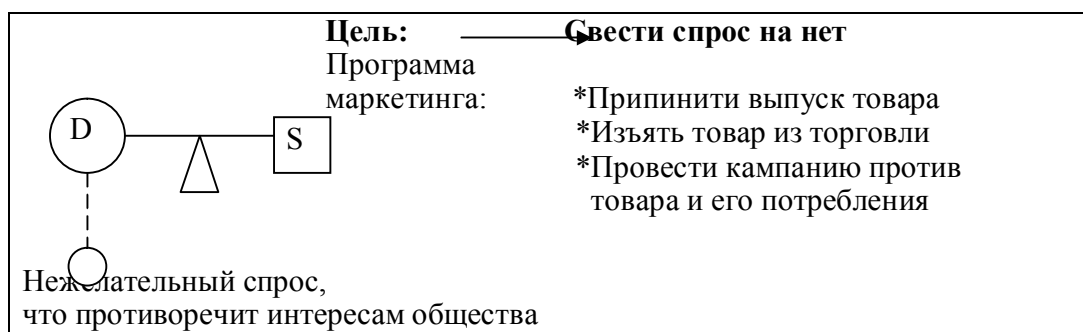 Цель: Свести спрос на нет
Программа
маркетинга: *Припинити выпуск товара
D S *Изъять товар из торговли
*Провести кампанию против
товара и его потребления
Нежелательный спрос,
что противоречит интересам общества